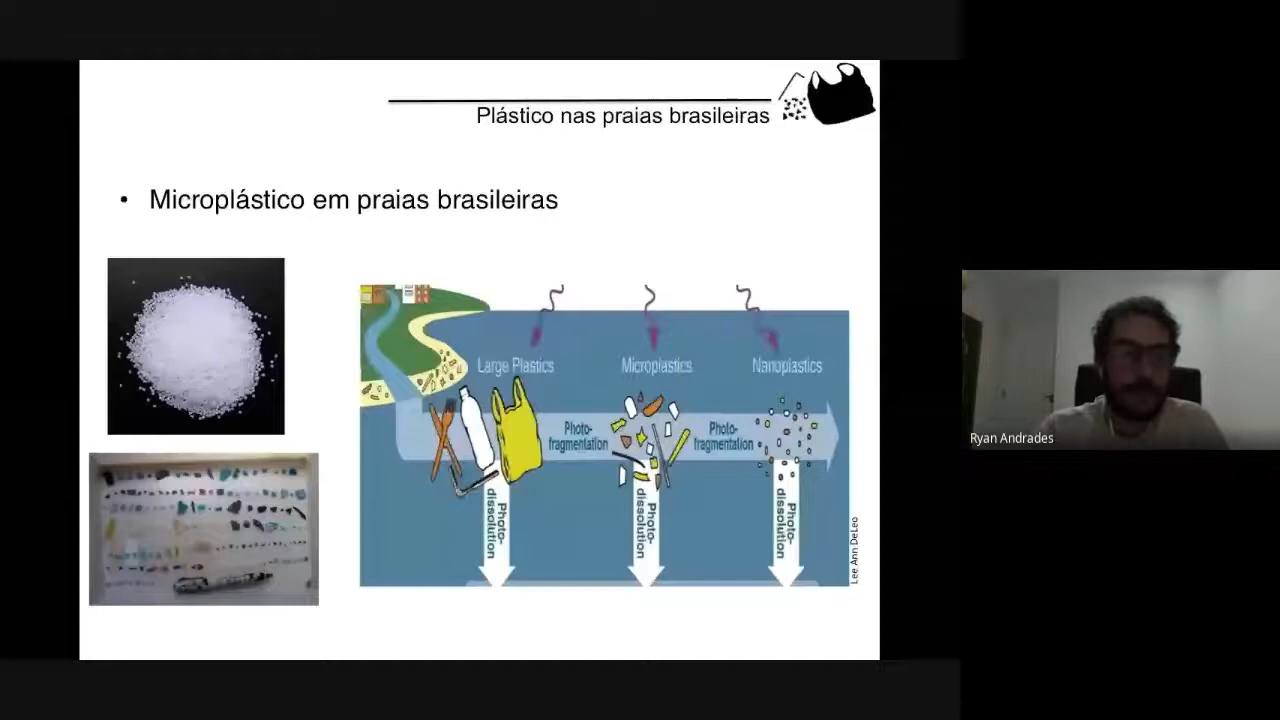 Plástico nas praias brasileiras
• Microplástico em praias brasileiras
Large Plastics
Microplastics
Nanoplastics
Photo-
fragmentation
Photo-
fragmentation
Photo-
dissolution
Photo-
dissolution
Photo-
dissolution
Lee Ann DeLeo
Ryan Andrades